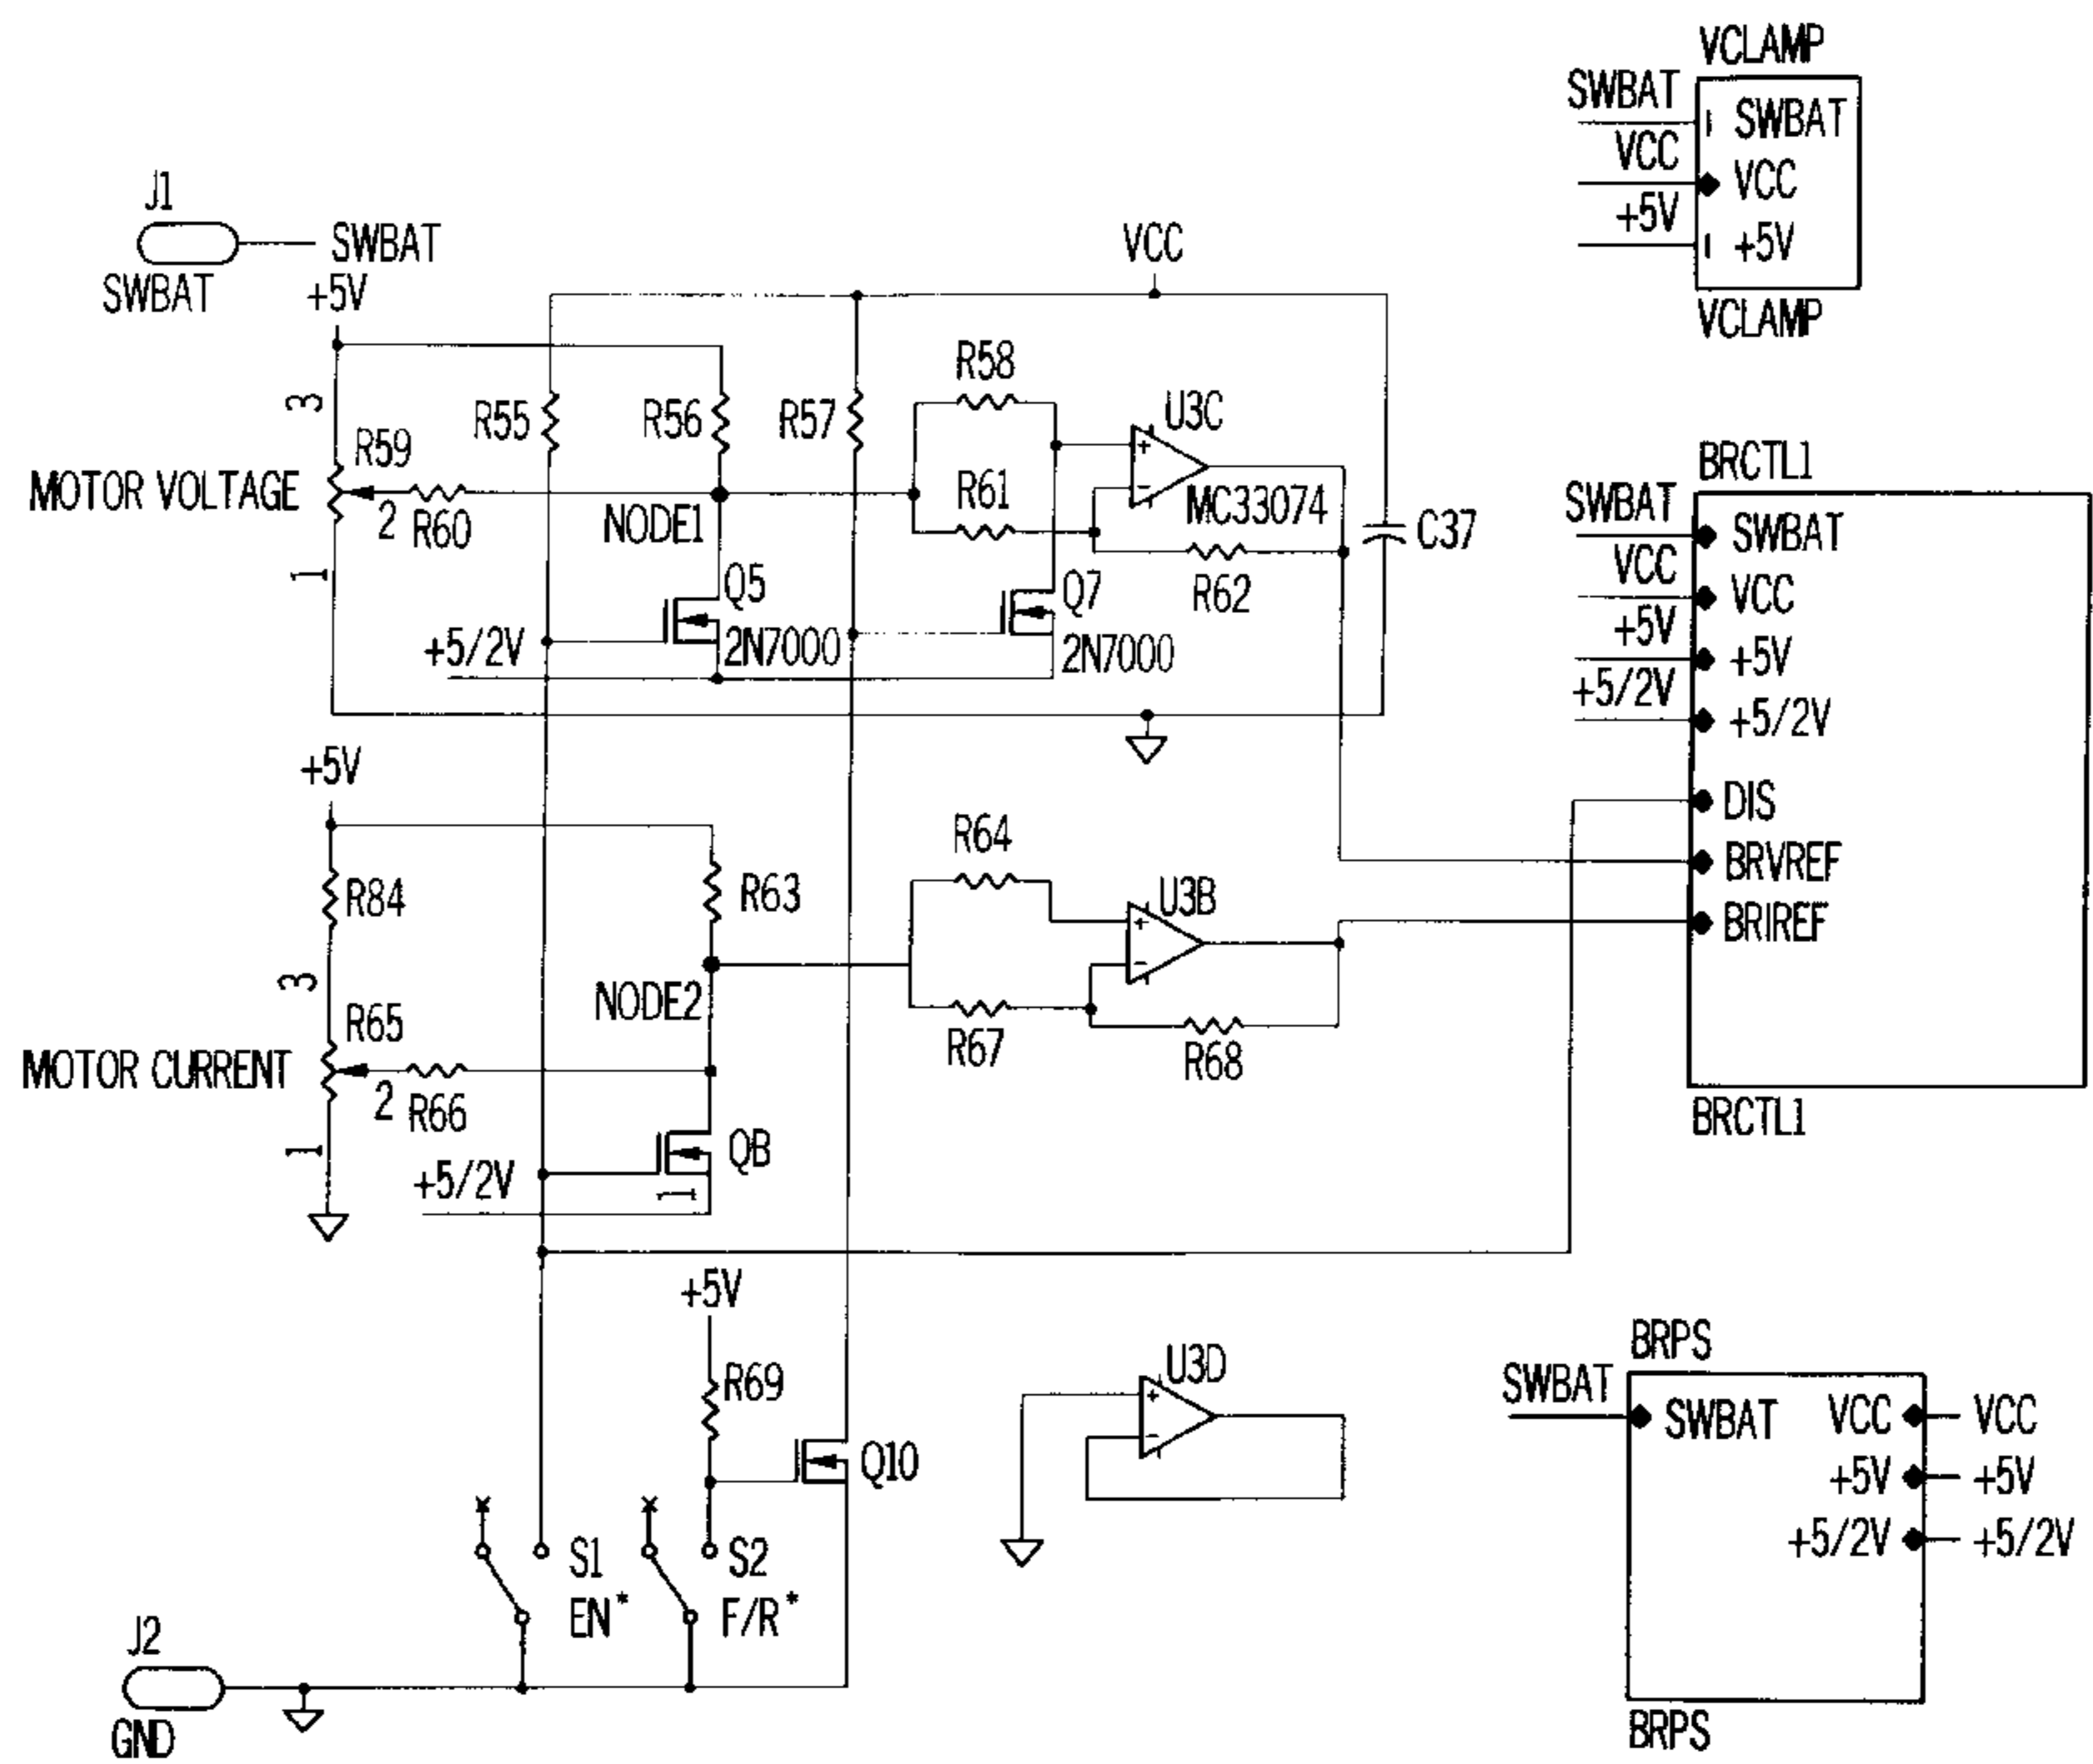 VCLAMP
SWBAT
SWBAT
VCC
VCC
+5V
+5V
VCLAMP
J1
SWBAT
SWBAT
+5V
VCC
3
R59
MOTOR VOLTAGE
2
R60
1
R55
R56
R57
NODE1
R58
R61
U3C
+
-
MC33074
R62
C37
Q5
2N7000
+5/2V
Q7
2N7000
BRCTL1
SWBAT
SWBAT
VCC
VCC
+5V
+5V
+5/2V
+5/2V
DIS
BRVREF
BRIREF
BRCTL1
+5V
R84
3
R65
MOTOR CURRENT
2
R66
1
R63
NODE2
R64
R67
U3B
+
-
R68
QB
1
+5/2V
+5V
R69
Q10
U3D
+
-
S1
EN*
S2
F/R*
J2
GND
BRPS
SWBAT
SWBAT
VCC
VCC
+5V
+5V
+5/2V
+5/2V
BRPS